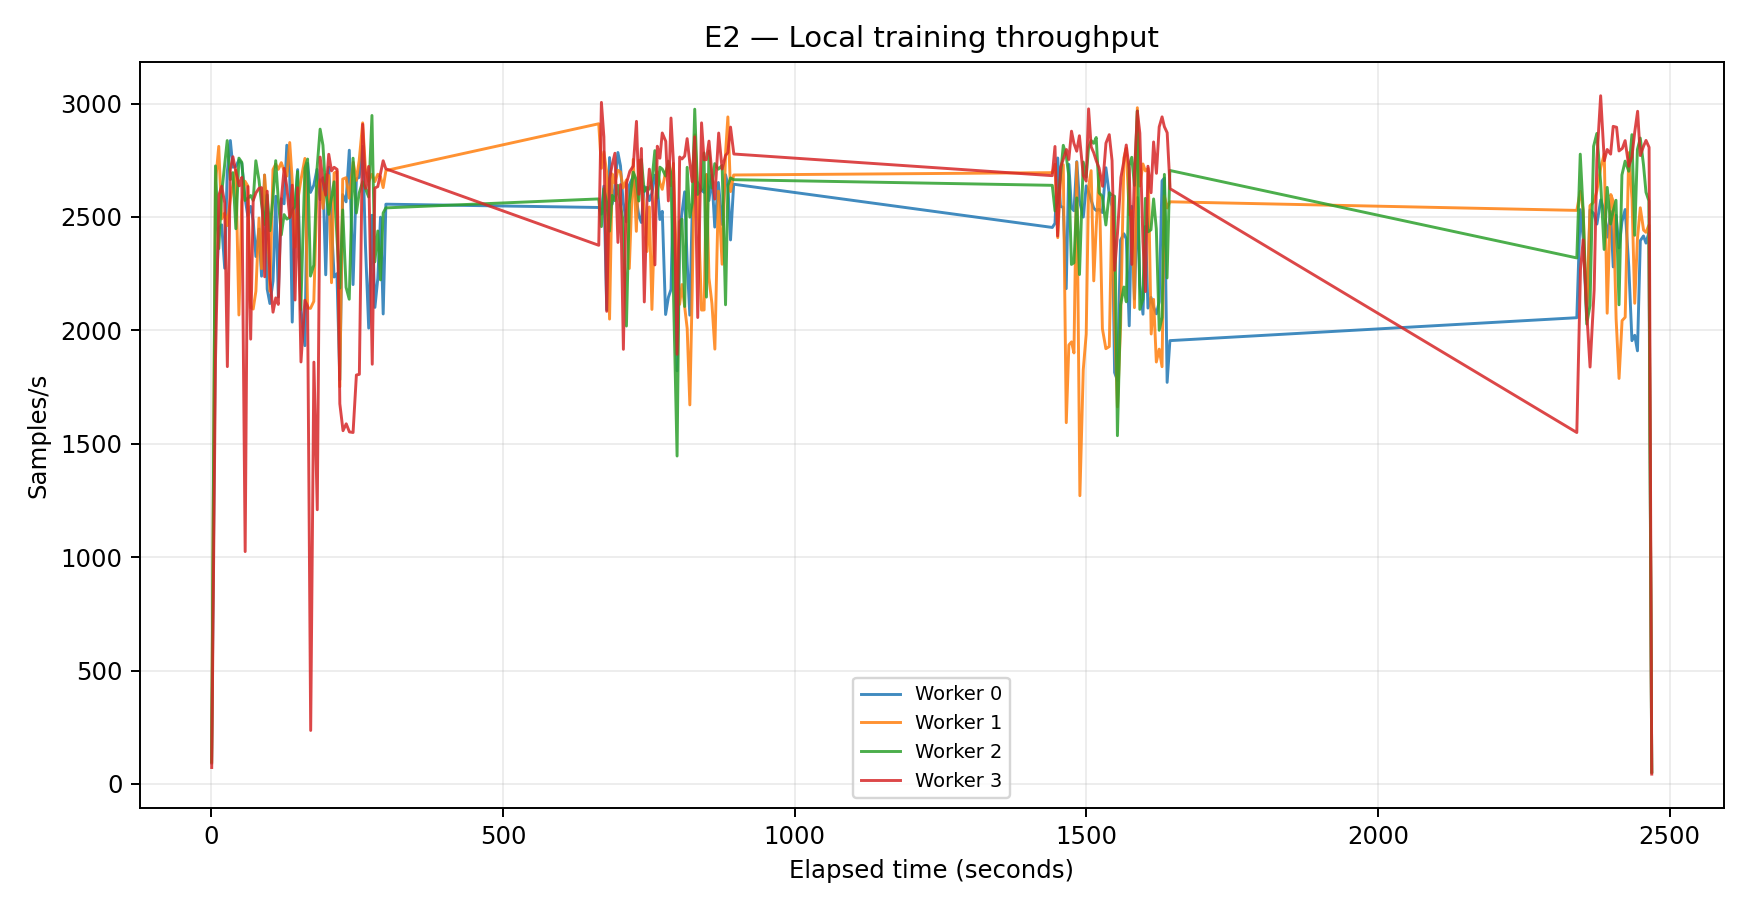 E2 — Local training throughput
Samples/s
3000
2500
2000
1500
1000
500
0
0 500 1000 1500 2000 2500
Elapsed time (seconds)
Worker 0
Worker 1
Worker 2
Worker 3